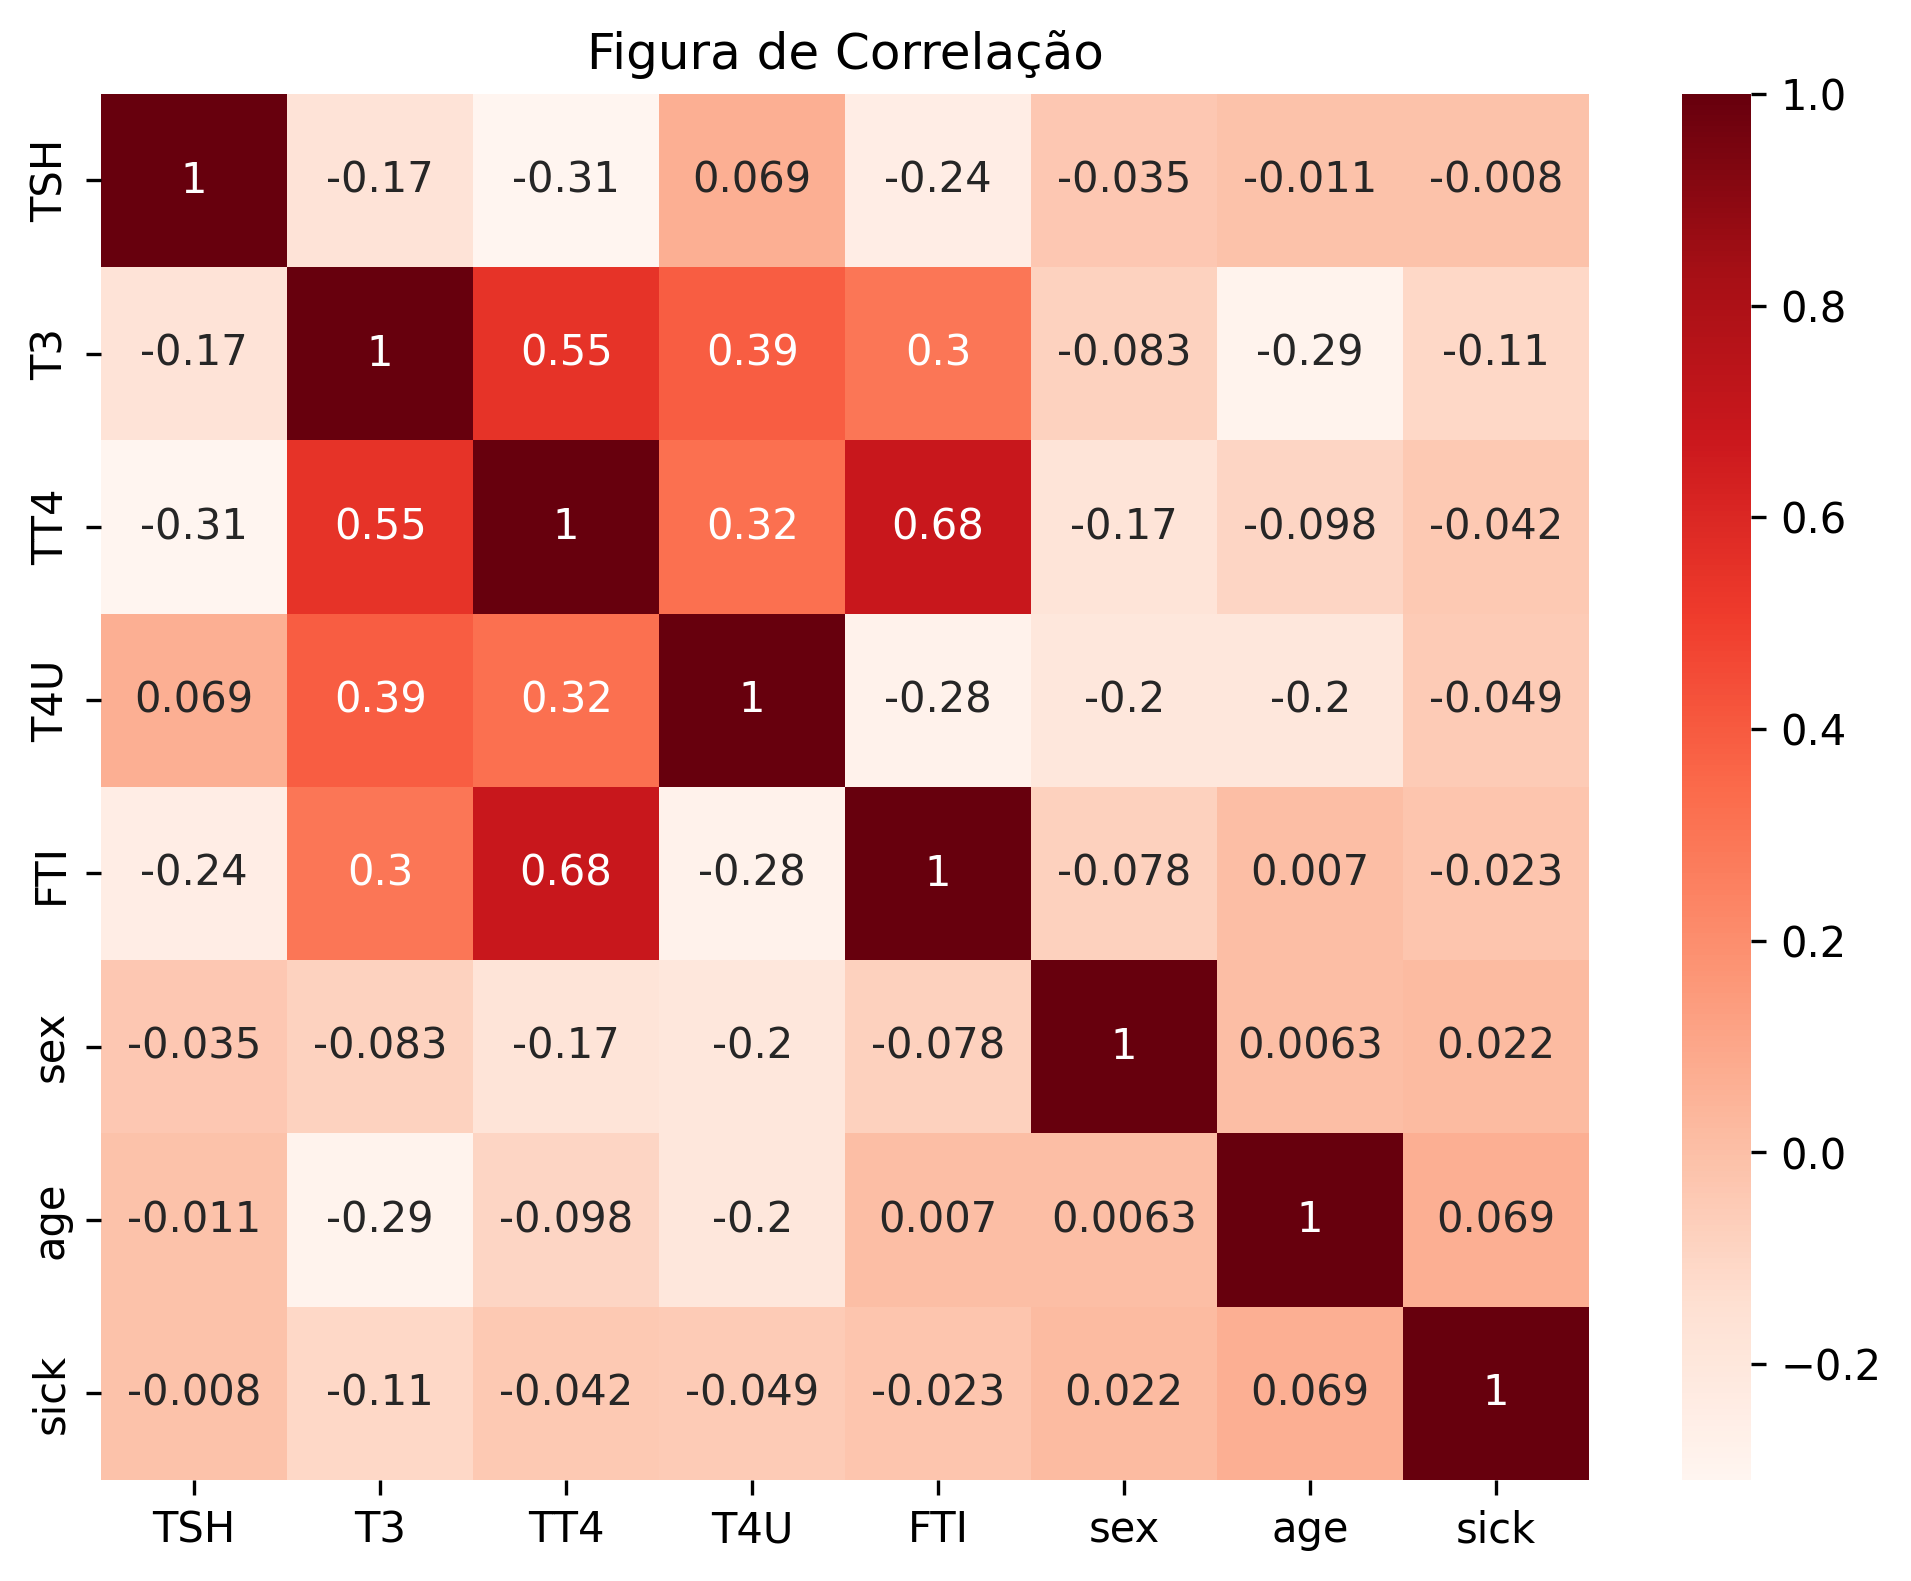 Figura de Correlação
TSH 1 -0.17 -0.31 0.069 -0.24 -0.035 -0.011 -0.008
T3 -0.17 1 0.55 0.39 0.3 -0.083 -0.29 -0.11
TT4 -0.31 0.55 1 0.32 0.68 -0.17 -0.098 -0.042
T4U 0.069 0.39 0.32 1 -0.28 -0.2 -0.2 -0.049
FTI -0.24 0.3 0.68 -0.28 1 -0.078 0.007 -0.023
sex -0.035 -0.083 -0.17 -0.2 -0.078 1 0.0063 0.022
age -0.011 -0.29 -0.098 -0.2 0.007 0.0063 1 0.069
sick -0.008 -0.11 -0.042 -0.049 -0.023 0.022 0.069 1
TSH T3 TT4 T4U FTI sex age sick
1.0
0.8
0.6
0.4
0.2
0.0
−0.2